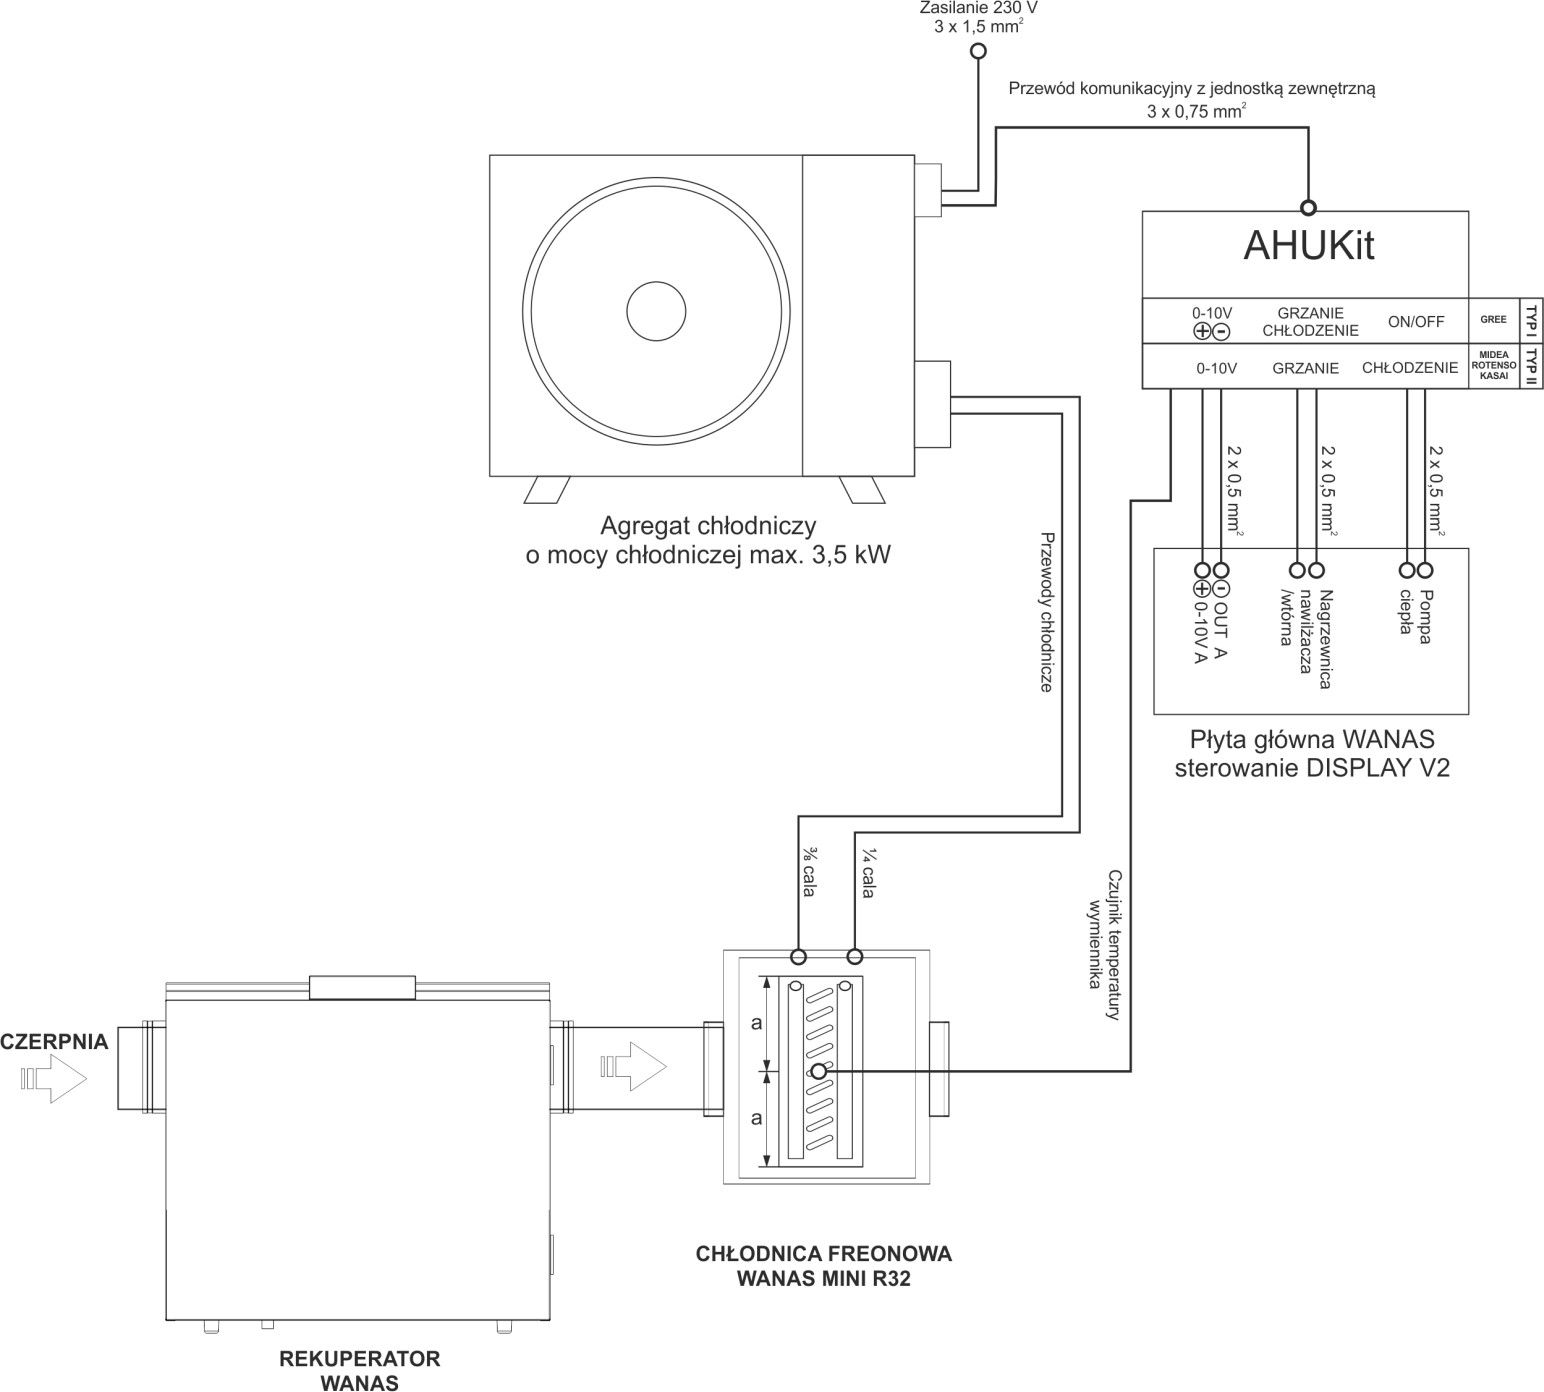 Zasilanie 230 V
3 x 1,5 mm²
Przewód komunikacyjny z jednostką zewnętrzną
3 x 0,75 mm²
AHUKit
0-10V
+ -
GRZANIE
CHŁODZENIE
ON/OFF
GREE
TYP I
0-10V
GRZANIE
CHŁODZENIE
MIDEA
ROTENSO
KASAI
TYP II
2 x 0,5 mm²
2 x 0,5 mm²
2 x 0,5 mm²
Agregat chłodniczy
o mocy chłodniczej max. 3,5 kW
Przewody chłodnicze
- OUT A
+ 0-10V A
Nagrzewnica
nawilżacza
/wtórna
Pompa
ciepła
Płyta główna WANAS
sterowanie DISPLAY V2
⅜ cala
¼ cala
Czujnik temperatury
wymiennika
CZERPNIA
a
a
CHŁODNICA FREONOWA
WANAS MINI R32
REKUPERATOR
WANAS